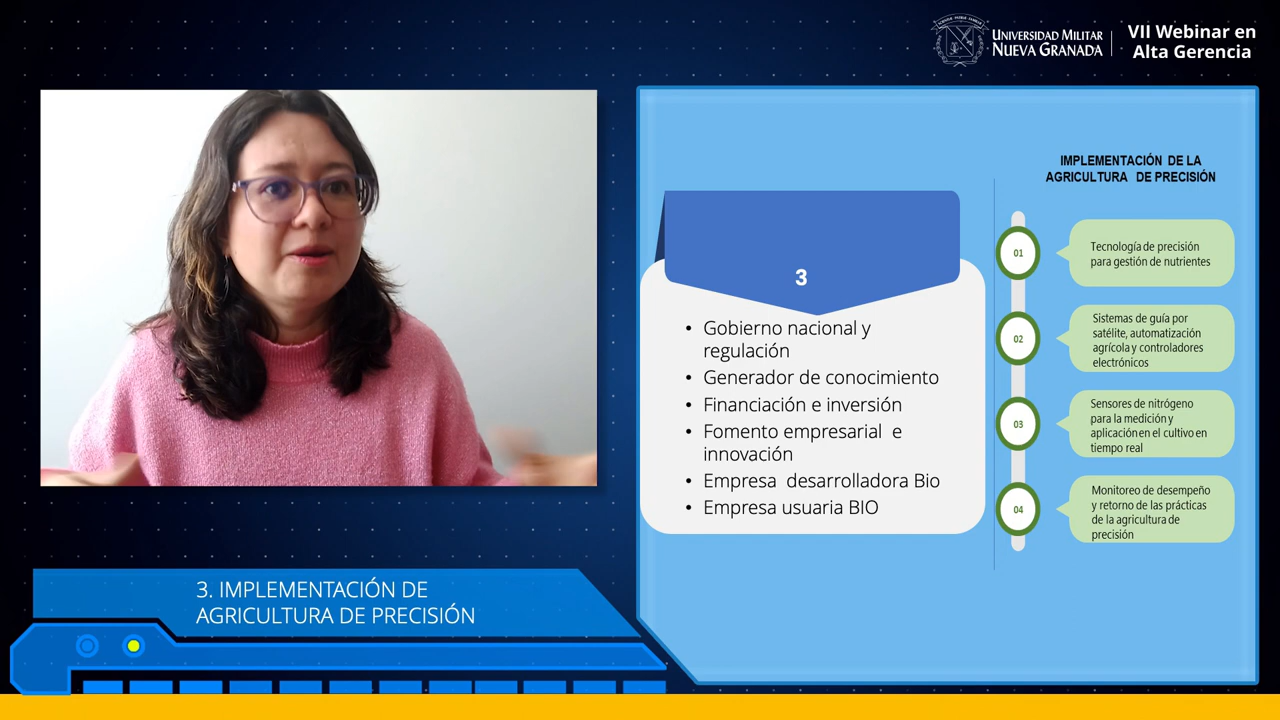 UNIVERSIDAD MILITAR
NUEVA GRANADA
VII Webinar en
Alta Gerencia
3
• Gobierno nacional y
regulación
• Generador de conocimiento
• Financiación e inversión
• Fomento empresarial e
innovación
• Empresa desarrolladora Bio
• Empresa usuaria BIO
IMPLEMENTACIÓN DE LA
AGRICULTURA DE PRECISIÓN
01
Tecnología de precisión
para gestión de nutrientes
02
Sistemas de guía por
satélite, automatización
agrícola y controladores
electrónicos
03
Sensores de nitrógeno
para la medición y
aplicación en el cultivo en
tiempo real
04
Monitoreo de desempeño
y retorno de las prácticas
de la agricultura de
precisión
3. IMPLEMENTACIÓN DE
AGRICULTURA DE PRECISIÓN